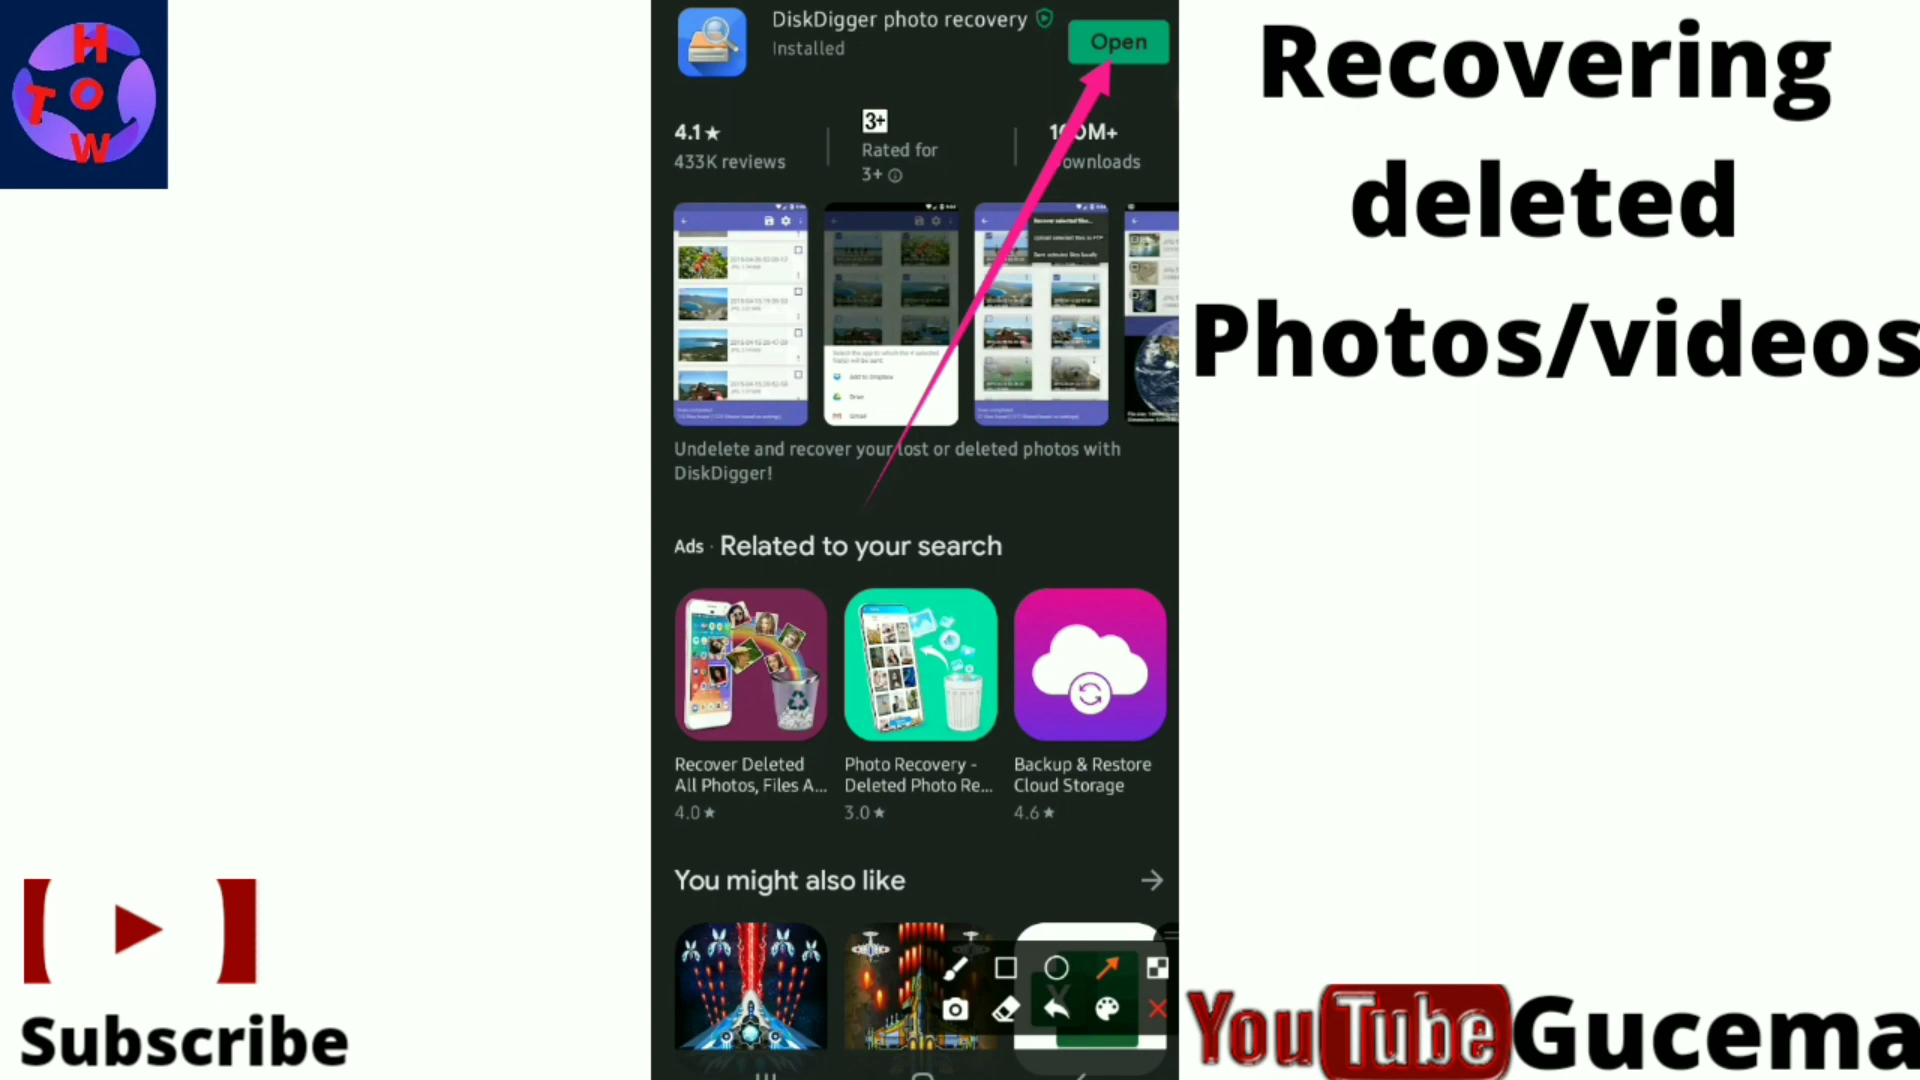 H
T O
W
DiskDigger photo recovery
Installed
Open
4.1★
433K reviews
3+
Rated for
3+
Undelete and recover your lost or deleted photos with
DiskDigger!
Ads · Related to your search
Recover Deleted
All Photos, Files A...
4.0★
Photo Recovery -
Deleted Photo Re...
3.0★
Backup & Restore
Cloud Storage
4.6★
You might also like
Recovering
deleted
Photos/videos
Subscribe
YouTube Gucema